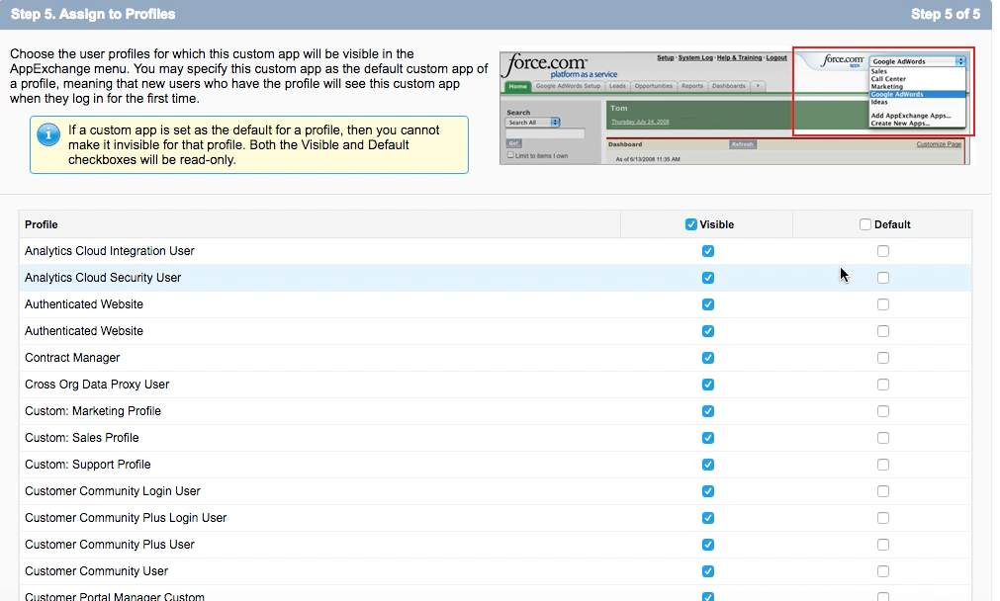 Step 5. Assign to Profiles
Step 5 of 5
Choose the user profiles for which this custom app will be visible in the
AppExchange menu. You may specify this custom app as the default custom app of
a profile, meaning that new users who have the profile will see this custom app
when they log in for the first time.
If a custom app is set as the default for a profile, then you cannot
make it invisible for that profile. Both the Visible and Default
checkboxes will be read-only.
force.com
platform as a service
Setup · System Log · Help & Training · Logout
Home Google AdWords Setup Leads Opportunities Reports Dashboards
Search
Search All
Go!
Limit to items I own
Tom
Thursday July 24, 2008
Dashboard
Refresh
Customize Page
As of 6/13/2008 11:35 AM
force.com
apps
Google AdWords
Sales
Call Center
Marketing
Google AdWords
Ideas
Add AppExchange Apps...
Create New Apps...
Profile Visible Default
Analytics Cloud Integration User
Analytics Cloud Security User
Authenticated Website
Authenticated Website
Contract Manager
Cross Org Data Proxy User
Custom: Marketing Profile
Custom: Sales Profile
Custom: Support Profile
Customer Community Login User
Customer Community Plus Login User
Customer Community Plus User
Customer Community User
Customer Portal Manager Custom